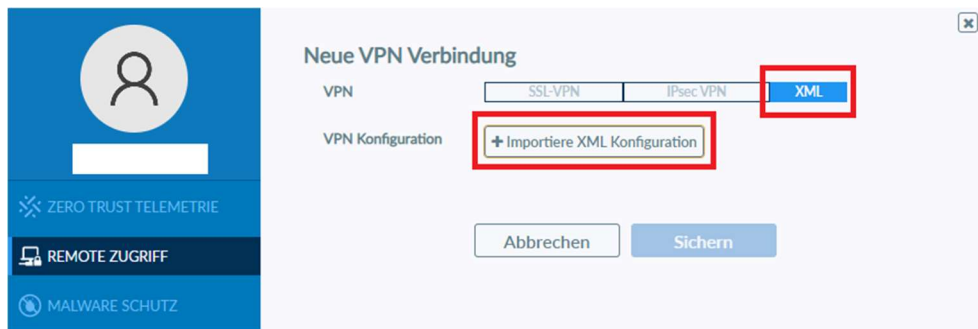 Neue VPN Verbindung
VPN SSL-VPN IPsec VPN XML
VPN Konfiguration + Importiere XML Konfiguration
Abbrechen Sichern
ZERO TRUST TELEMETRIE
REMOTE ZUGRIFF
MALWARE SCHUTZ